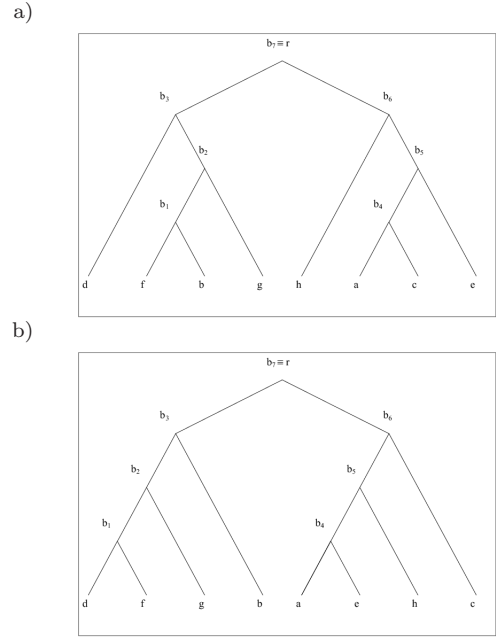 a)
b₇ ≡ r
b₃ b₆
b₂ b₅
b₁ b₄
d f b g h a c e
b)
b₇ ≡ r
b₃ b₆
b₂ b₅
b₁ b₄
d f g b a e h c